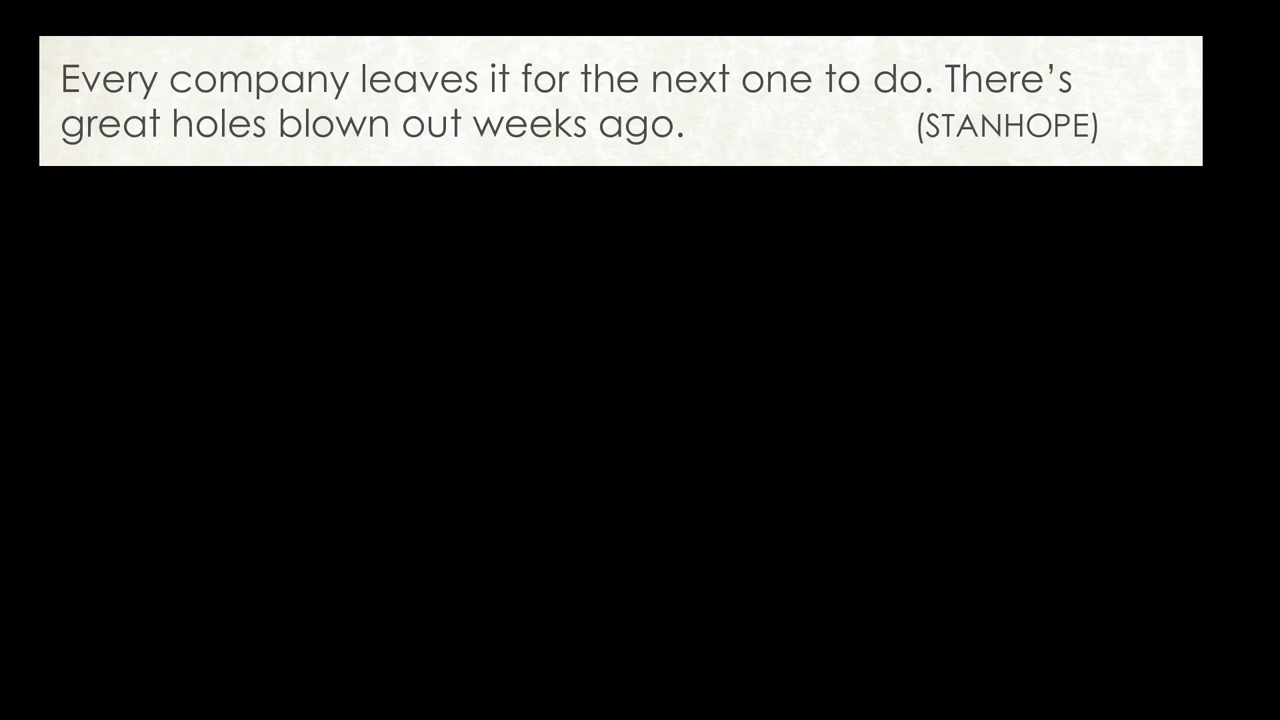 Every company leaves it for the next one to do. There’s
great holes blown out weeks ago. (STANHOPE)